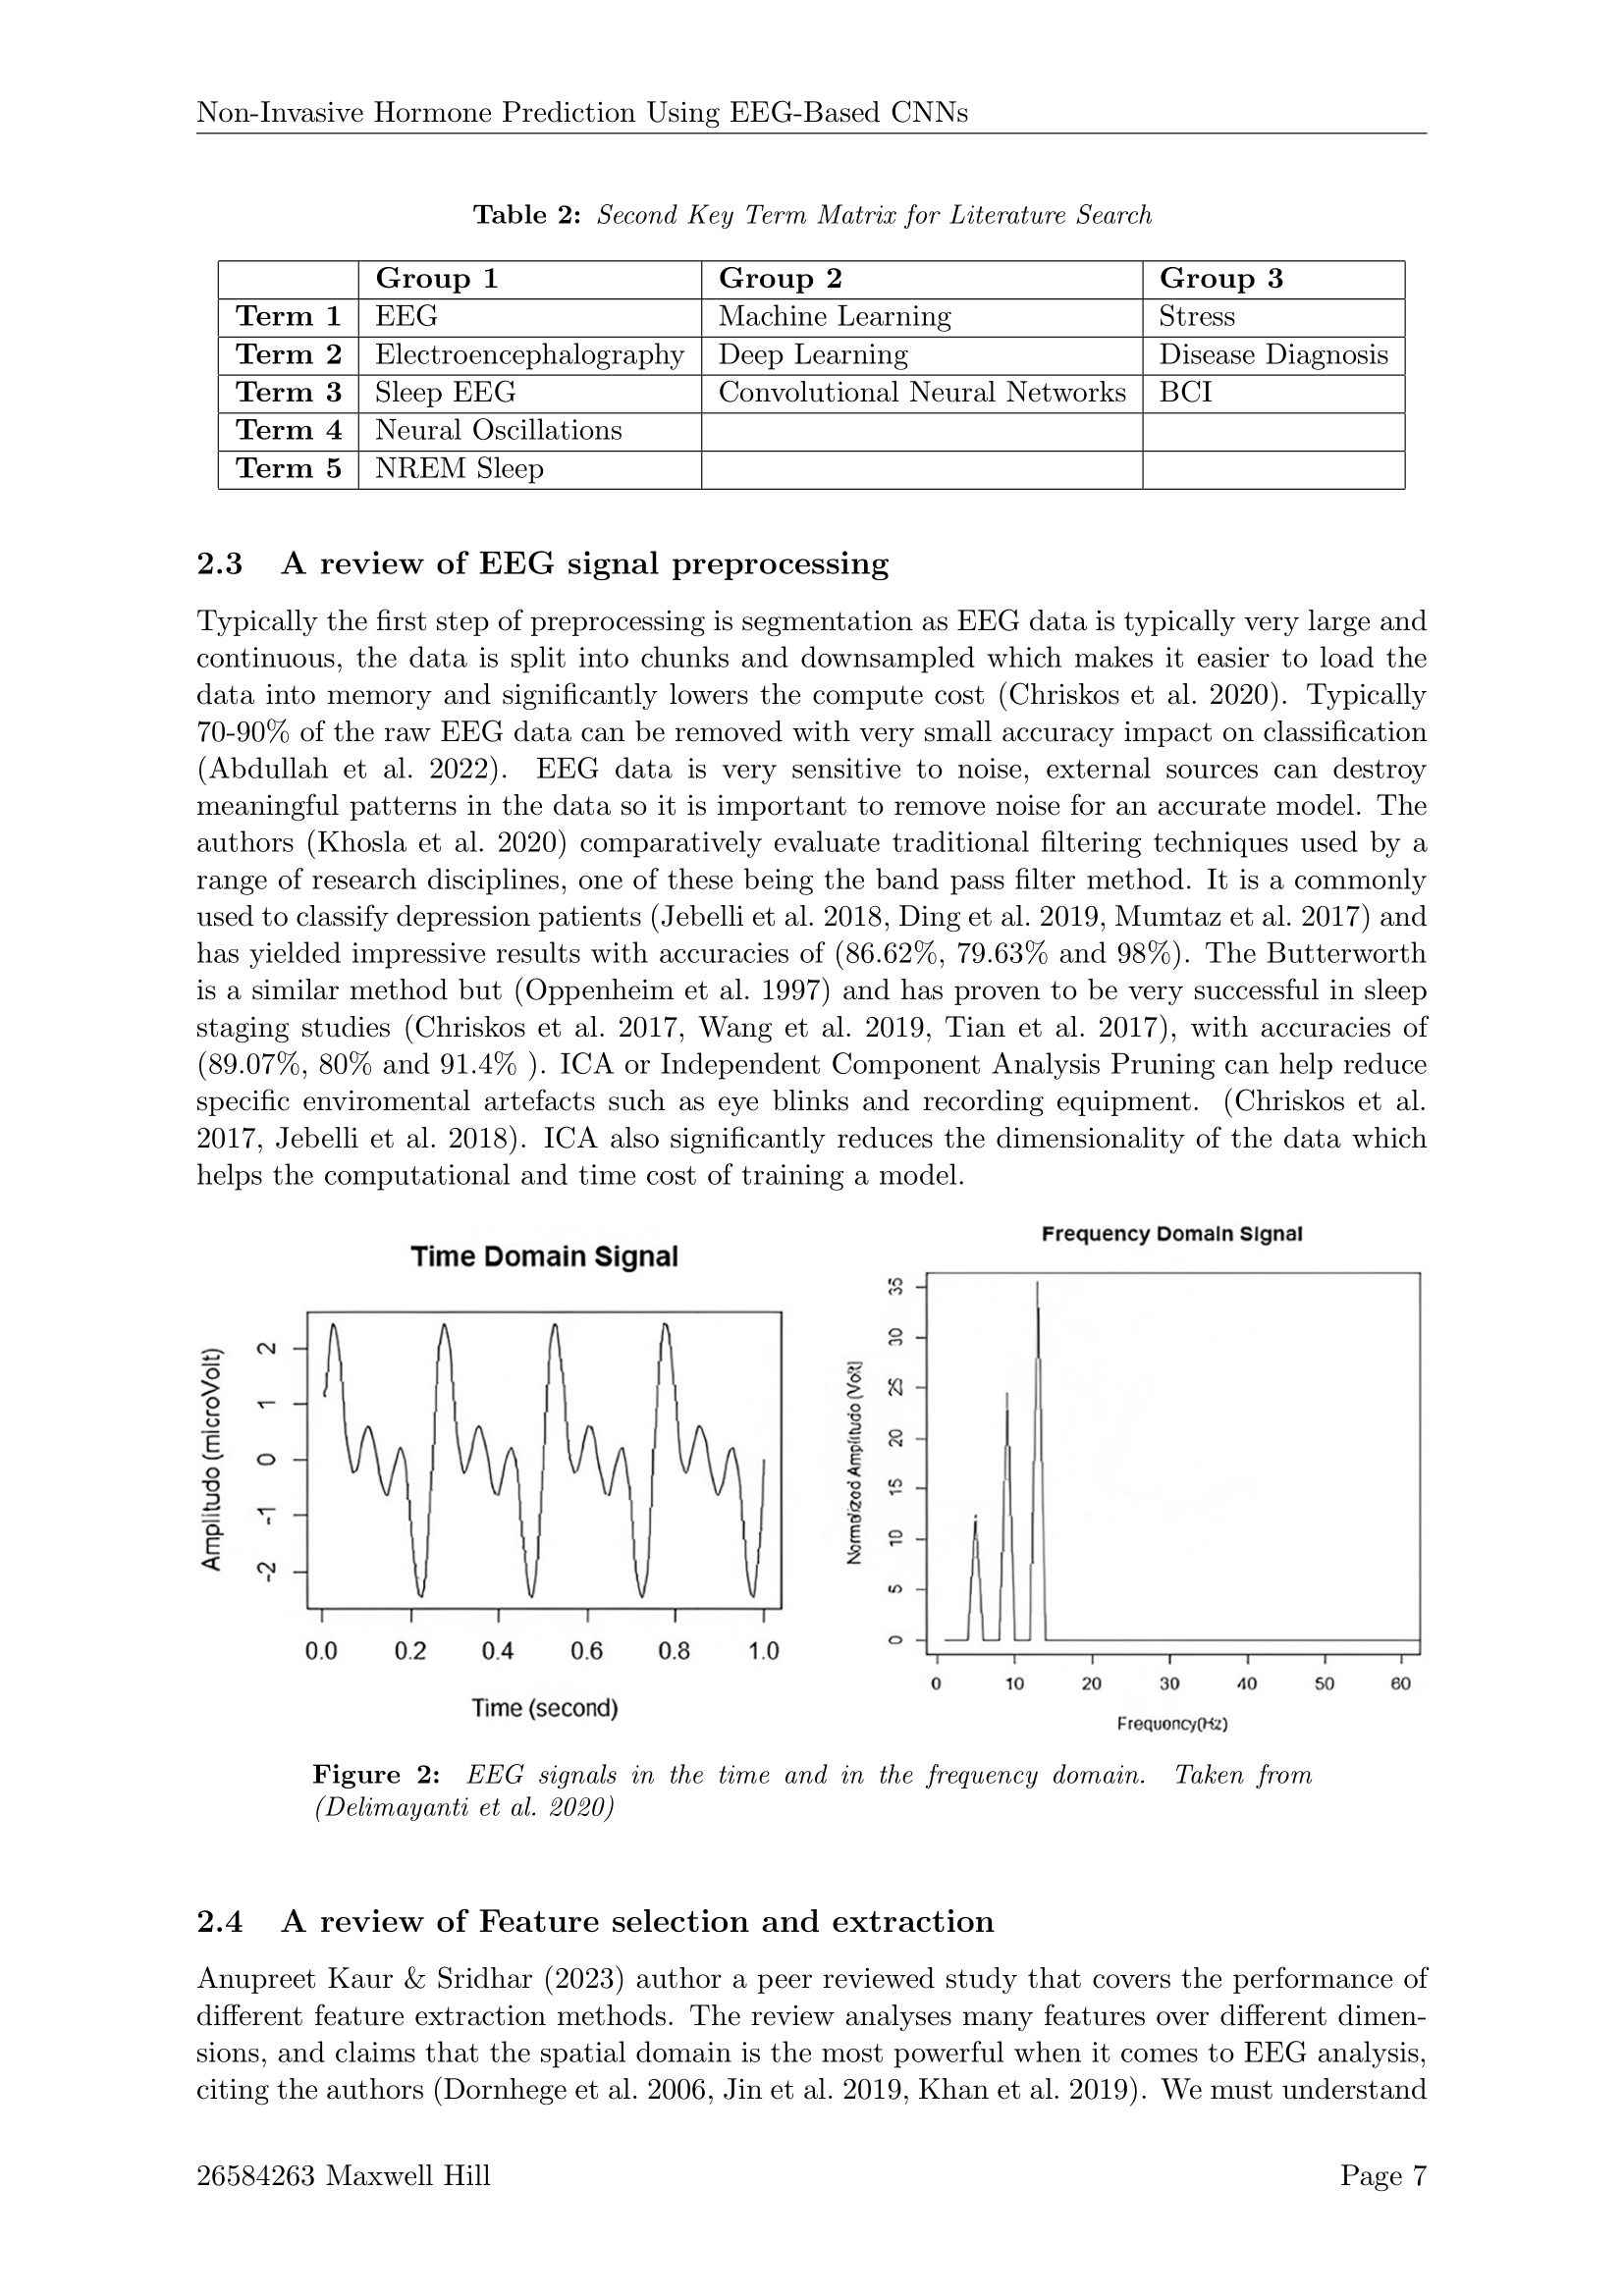 Non-Invasive Hormone Prediction Using EEG-Based CNNs
Table 2: Second Key Term Matrix for Literature Search
Group 1 Group 2 Group 3
Term 1 EEG Machine Learning Stress
Term 2 Electroencephalography Deep Learning Disease Diagnosis
Term 3 Sleep EEG Convolutional Neural Networks BCI
Term 4 Neural Oscillations
Term 5 NREM Sleep
2.3 A review of EEG signal preprocessing
Typically the first step of preprocessing is segmentation as EEG data is typically very large and
continuous, the data is split into chunks and downsampled which makes it easier to load the
data into memory and significantly lowers the compute cost (Chriskos et al. 2020). Typically
70-90% of the raw EEG data can be removed with very small accuracy impact on classification
(Abdullah et al. 2022). EEG data is very sensitive to noise, external sources can destroy
meaningful patterns in the data so it is important to remove noise for an accurate model. The
authors (Khosla et al. 2020) comparatively evaluate traditional filtering techniques used by a
range of research disciplines, one of these being the band pass filter method. It is a commonly
used to classify depression patients (Jebelli et al. 2018, Ding et al. 2019, Mumtaz et al. 2017) and
has yielded impressive results with accuracies of (86.62%, 79.63% and 98%). The Butterworth
is a similar method but (Oppenheim et al. 1997) and has proven to be very successful in sleep
staging studies (Chriskos et al. 2017, Wang et al. 2019, Tian et al. 2017), with accuracies of
(89.07%, 80% and 91.4% ). ICA or Independent Component Analysis Pruning can help reduce
specific enviromental artefacts such as eye blinks and recording equipment. (Chriskos et al.
2017, Jebelli et al. 2018). ICA also significantly reduces the dimensionality of the data which
helps the computational and time cost of training a model.
Time Domain Signal
Amplitudo (microVolt)
2
1
0
-1
-2
0.0 0.2 0.4 0.6 0.8 1.0
Time (second)
Frequency Domain Signal
Normalized Amplitudo (Volt)
35
30
25
20
15
10
5
0
0 10 20 30 40 50 60
Frequoncy(Hz)
Figure 2: EEG signals in the time and in the frequency domain. Taken from
(Delimayanti et al. 2020)
2.4 A review of Feature selection and extraction
Anupreet Kaur & Sridhar (2023) author a peer reviewed study that covers the performance of
different feature extraction methods. The review analyses many features over different dimen-
sions, and claims that the spatial domain is the most powerful when it comes to EEG analysis,
citing the authors (Dornhege et al. 2006, Jin et al. 2019, Khan et al. 2019). We must understand
26584263 Maxwell Hill Page 7